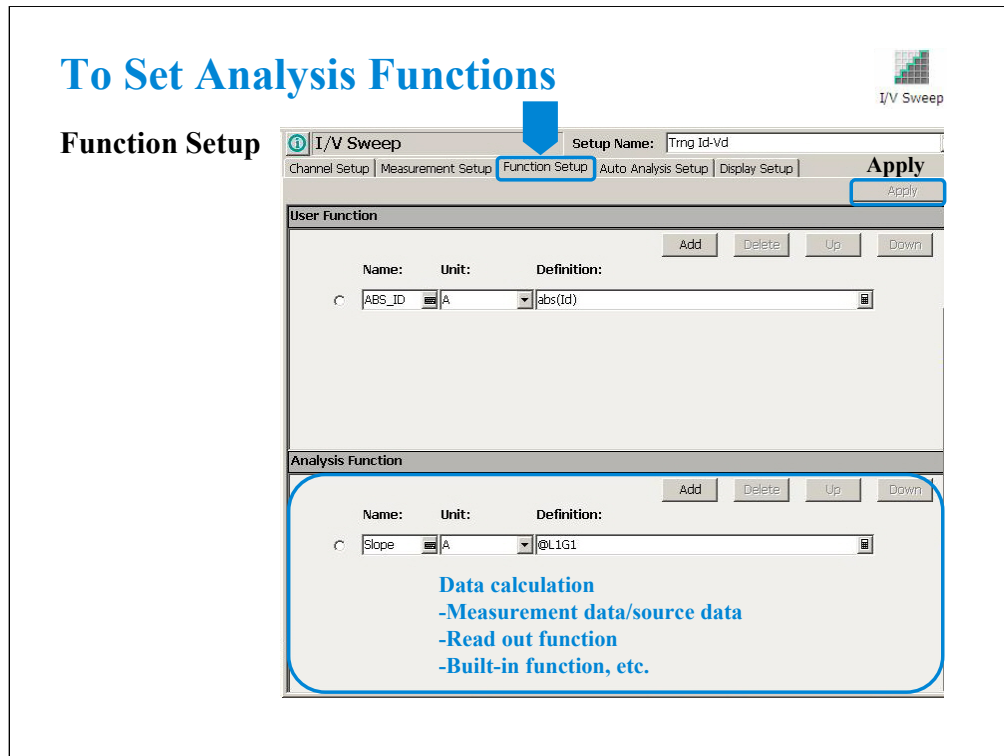 To Set Analysis Functions
I/V Sweep
Function Setup
I/V Sweep
Setup Name: Trng Id-Vd
Channel Setup Measurement Setup Function Setup Auto Analysis Setup Display Setup
Apply
Apply
User Function
Add Delete Up Down
Name: Unit: Definition:
ABS_ID A abs(Id)
Analysis Function
Add Delete Up Down
Name: Unit: Definition:
Slope A @L1G1
Data calculation
-Measurement data/source data
-Read out function
-Built-in function, etc.